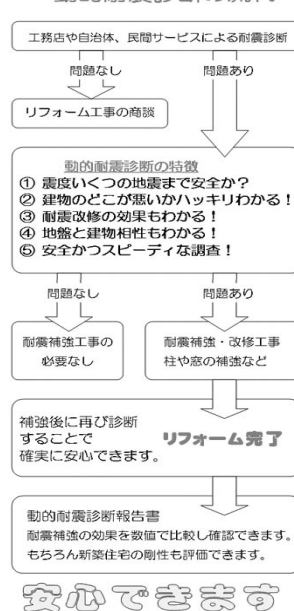 工務店や自治体、民間サービスによる耐震診断
問題なし
問題あり
リフォーム工事の商談
動的耐震診断の特徴
① 震度いくつの地震まで安全か?
② 建物のどこが悪いかハッキリわかる!
③ 耐震改修の効果もわかる!
④ 地盤と建物相性もわかる!
⑤ 安全かつスピーディな調査!
問題なし
問題あり
耐震補強工事の
必要なし
耐震補強・改修工事
柱や窓の補強など
補強後に再び診断
することで
確実に安心できます。
リフォーム完了
動的耐震診断報告書
耐震補強の効果を数値で比較し確認できます。
もちろん新築住宅の剛性も評価できます。
安心できます